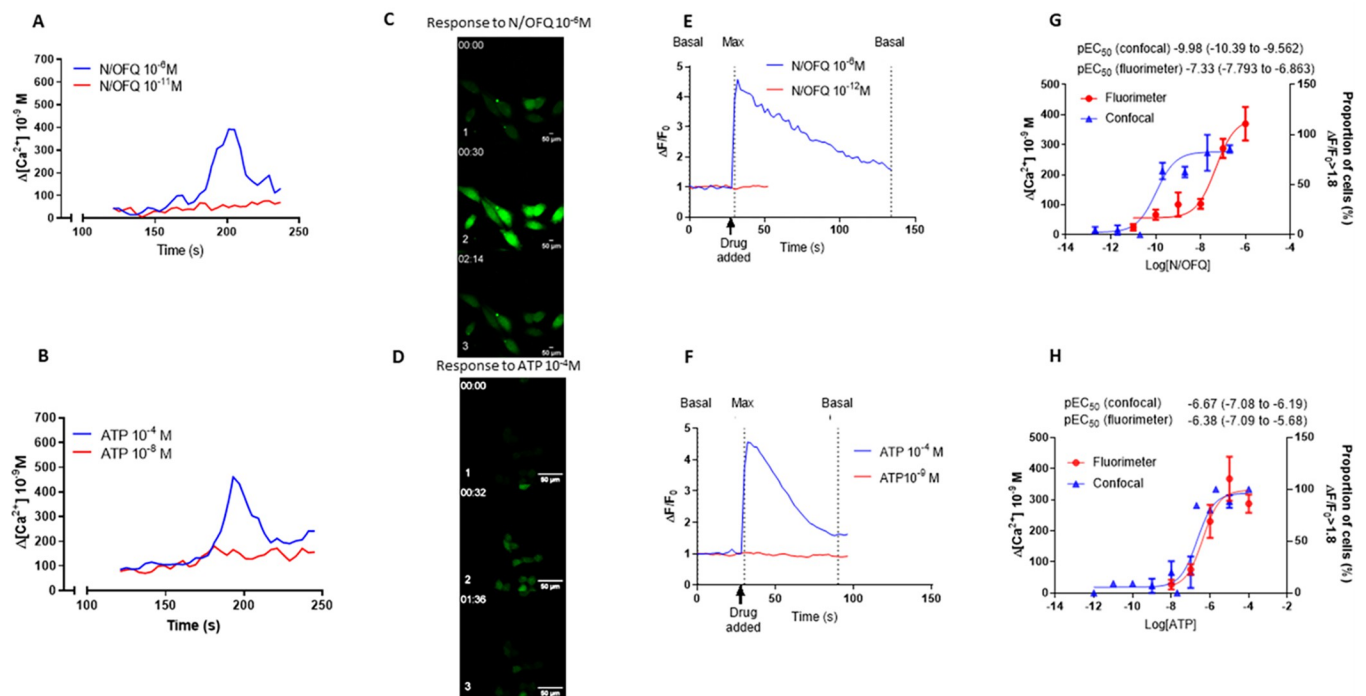 A
700
600
500
400
300
200
100
0
100
150
200
250
Δ[Ca²⁺] 10⁻⁹ M
Time (s)
N/OFQ 10⁻⁶M
N/OFQ 10⁻¹¹M
B
700
600
500
400
300
200
100
0
100
150
200
250
Δ[Ca²⁺] 10⁻⁹M
Time (s)
ATP 10⁻⁴ M
ATP 10⁻⁸ M
C
Response to N/OFQ 10⁻⁶M
00:00
1
50 µm
00:30
2
50 µm
02:14
3
50 µm
D
Response to ATP 10⁻⁴M
00:00
1
50 µm
00:32
2
50 µm
01:36
3
50 µm
E
Basal Max Basal
5
4
3
2
1
0
0
50
100
150
ΔF/F₀
N/OFQ 10⁻⁶M
N/OFQ 10⁻¹²M
Drug
added
Time (s)
F
Basal Max Basal
5
4
3
2
1
0
0
50
100
150
ΔF/F₀
ATP 10⁻⁴ M
ATP10⁻⁹ M
Drug
added
Time (s)
G
pEC₅₀ (confocal) -9.98 (-10.39 to -9.562)
pEC₅₀ (fluorimeter) -7.33 (-7.793 to -6.863)
Fluorimeter
Confocal
500
400
300
200
100
0
-14
-12
-10
-8
-6
-4
150
100
50
0
Δ[Ca²⁺] 10⁻⁹ M
Proportion of cells (%)
ΔF/F₀>1.8
Log[N/OFQ]
H
pEC₅₀ (confocal) -6.67 (-7.08 to -6.19)
pEC₅₀ (fluorimeter) -6.38 (-7.09 to -5.68)
Fluorimeter
Confocal
500
400
300
200
100
0
-14
-12
-10
-8
-6
-4
-2
150
100
50
0
Δ[Ca²⁺] 10⁻⁹ M
Proportion of cells (%)
ΔF/F₀>1.8
Log[ATP]